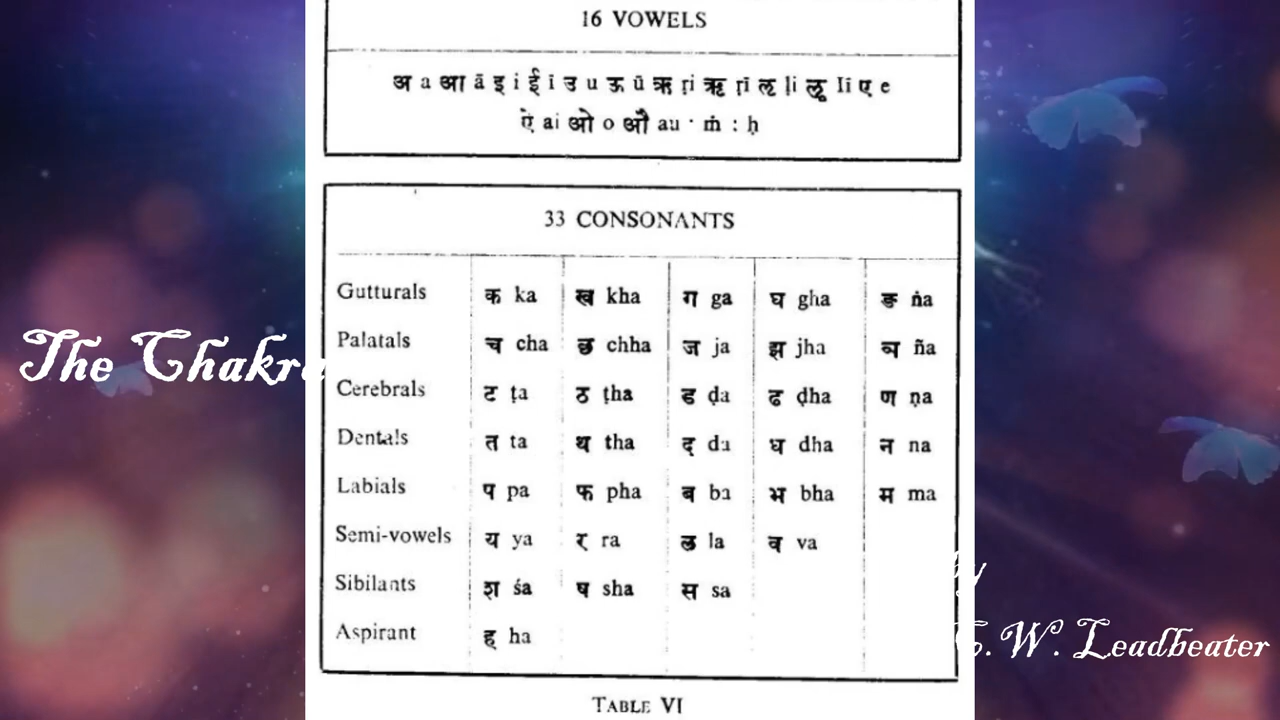 16 VOWELS
अ a आ ā इ i ई ī उ u ऊ ū ऋ ṛi ॠ ṛī ऌ ḷi ॡ lī ए e
ऐ ai ओ o औ au · ṁ : ḥ
33 CONSONANTS
Gutturals क ka ख kha ग ga घ gha ङ ṅa
Palatals च cha छ chha ज ja झ jha ञ ña
Cerebrals ट ṭa ठ ṭha ड ḍa ढ ḍha ण ṇa
Dentals त ta थ tha द da ध dha न na
Labials प pa फ pha ब ba भ bha म ma
Semi-vowels य ya र ra ल la व va
Sibilants श śa ष sha स sa
Aspirant ह ha
TABLE VI
The Chakra
by
C.W. Leadbeater